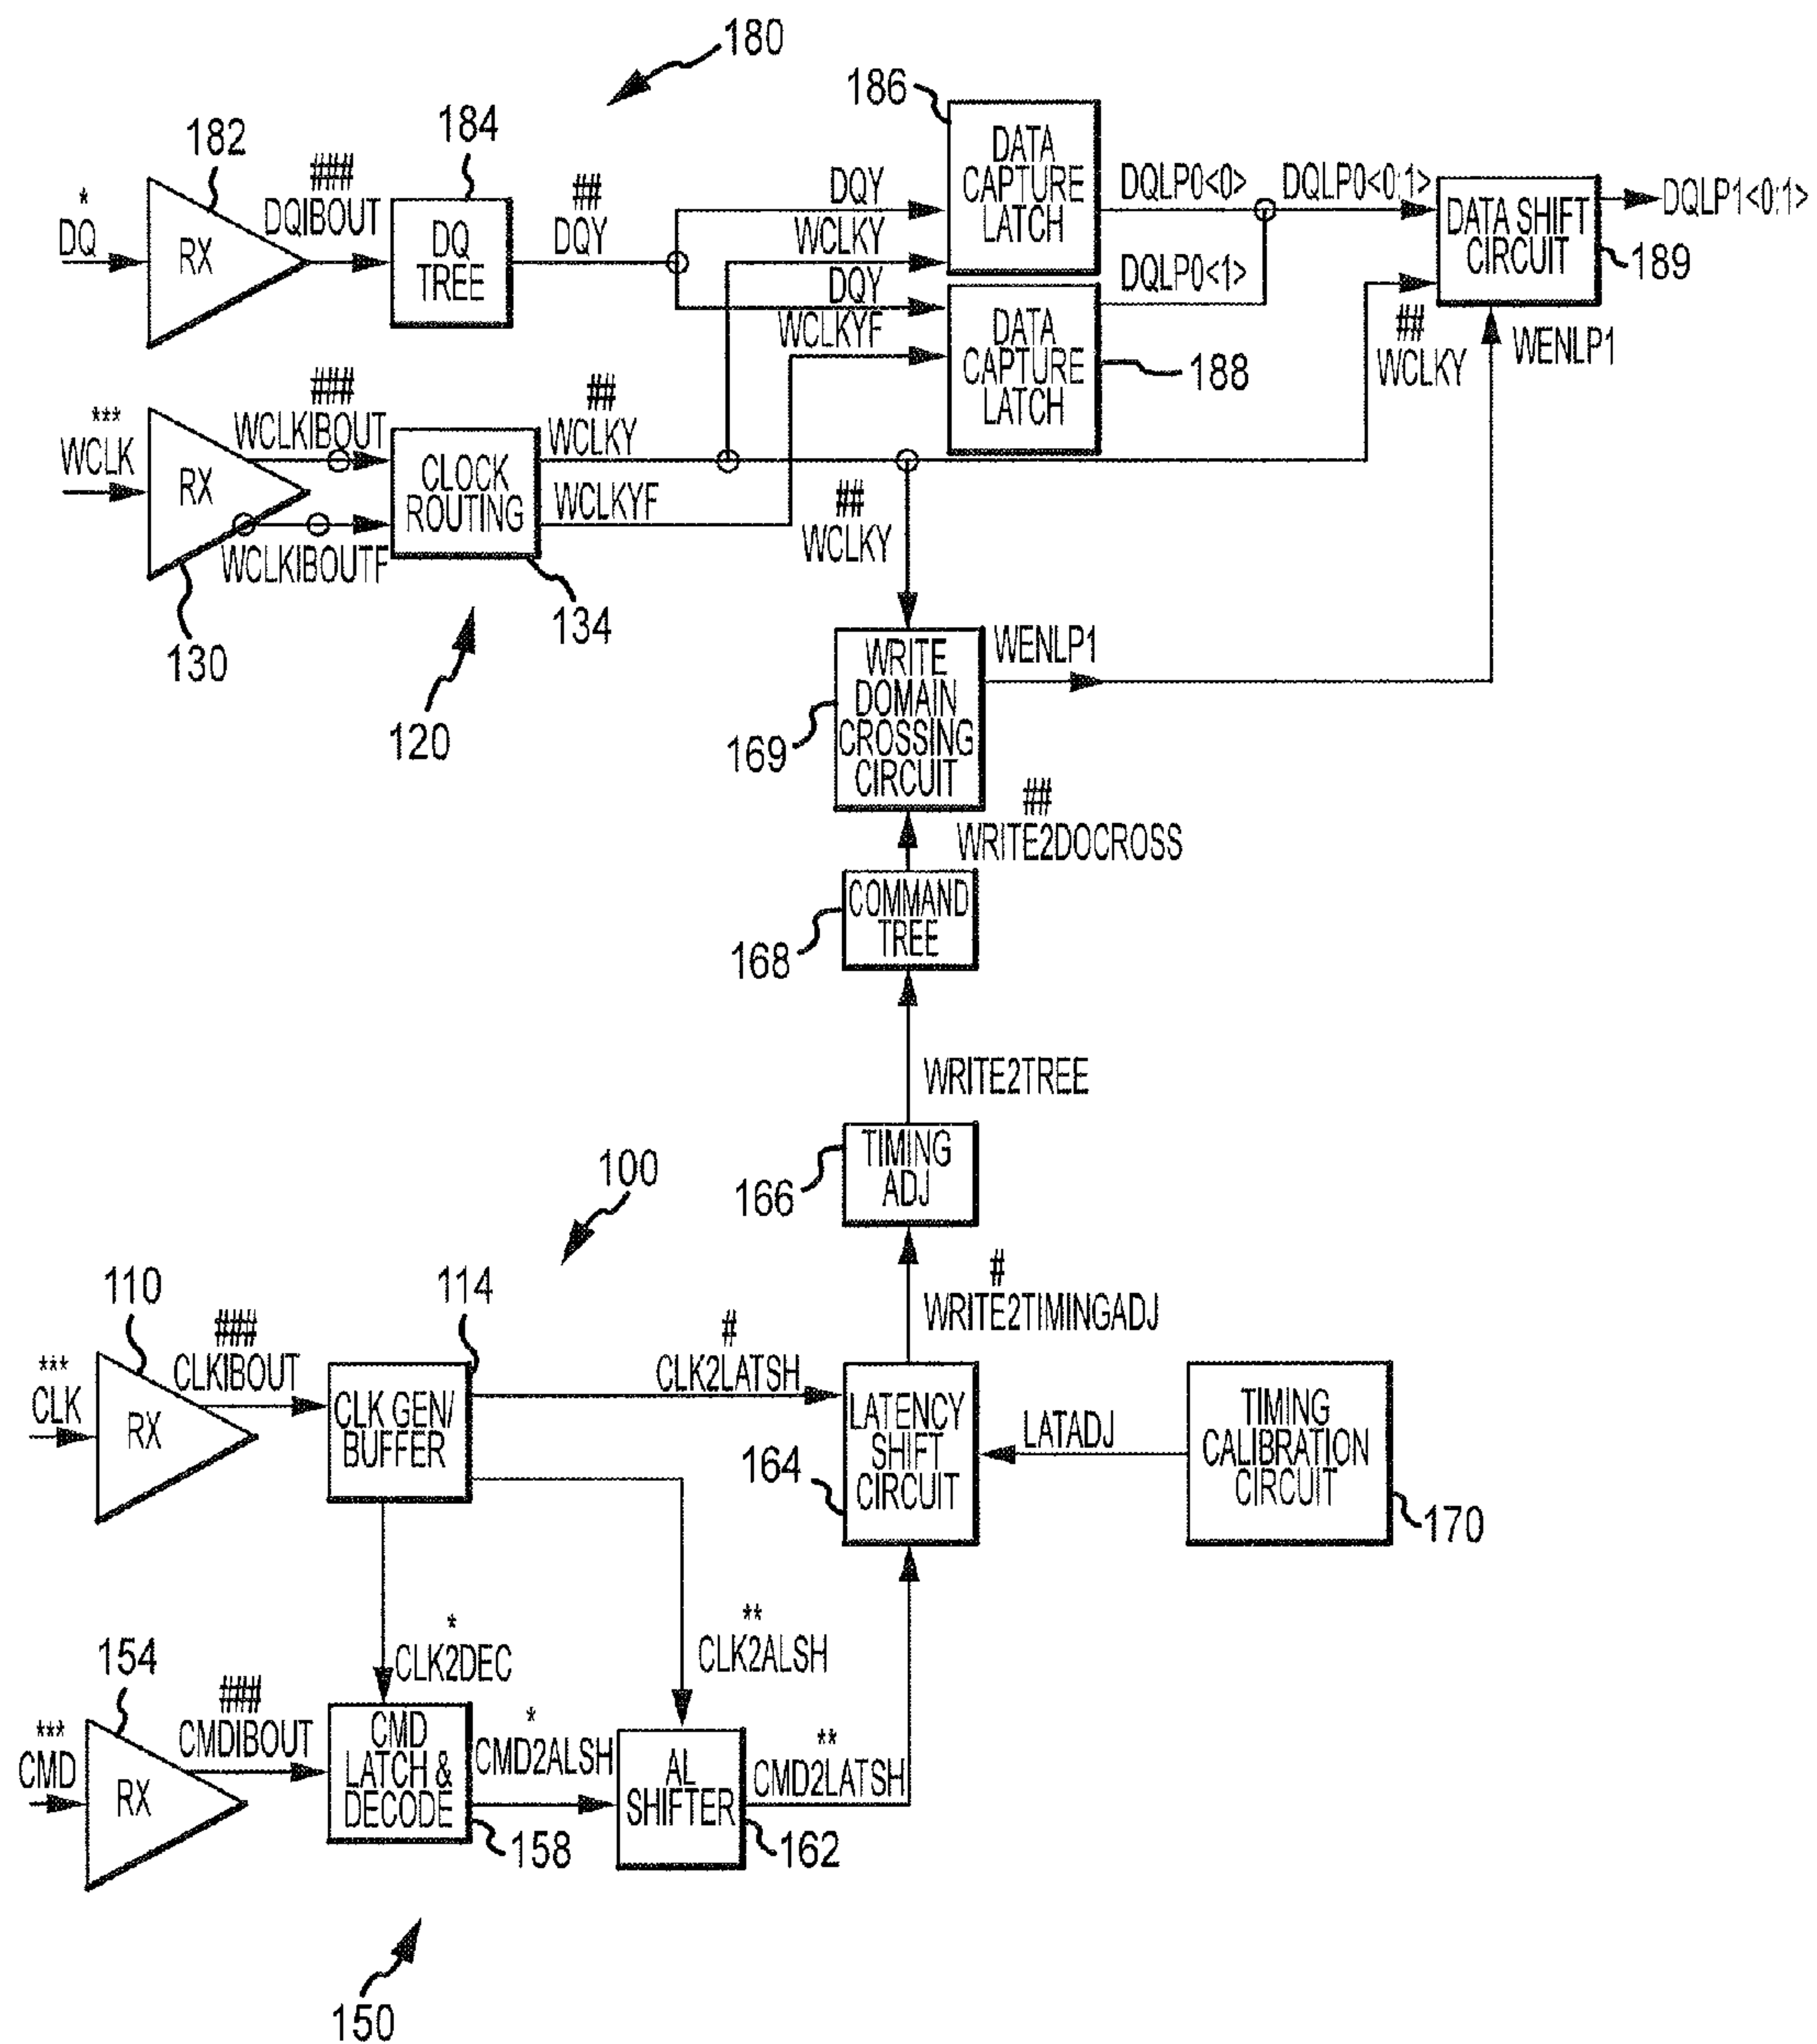 180
182
184
186
*
DQ
RX
###
DQIBOUT
DQ
TREE
##
DQY
DQY
WCLKY
DQY
WCLKYF
DATA
CAPTURE
LATCH
DQLP0<0>
DQLP0<0:1>
DQLP0<1>
DATA SHIFT
CIRCUIT
DQLP1<0:1>
189
DATA
CAPTURE
LATCH
188
##
WCLKY
WENLP1
***
WCLK
RX
###
WCLKIBOUT
WCLKIBOUTF
CLOCK
ROUTING
##
WCLKY
WCLKYF
##
WCLKY
130
134
120
WRITE
DOMAIN
CROSSING
CIRCUIT
169
WENLP1
##
WRITE2DOCROSS
COMMAND
TREE
168
WRITE2TREE
TIMING
ADJ
166
100
#
WRITE2TIMINGADJ
110
114
***
CLK
RX
###
CLKIBOUT
CLK GEN/
BUFFER
#
CLK2LATSH
LATENCY
SHIFT
CIRCUIT
164
LATADJ
TIMING
CALIBRATION
CIRCUIT
170
*
CLK2DEC
**
CLK2ALSH
154
***
CMD
RX
###
CMDIBOUT
CMD
LATCH &
DECODE
158
*
CMD2ALSH
AL
SHIFTER
162
**
CMD2LATSH
150